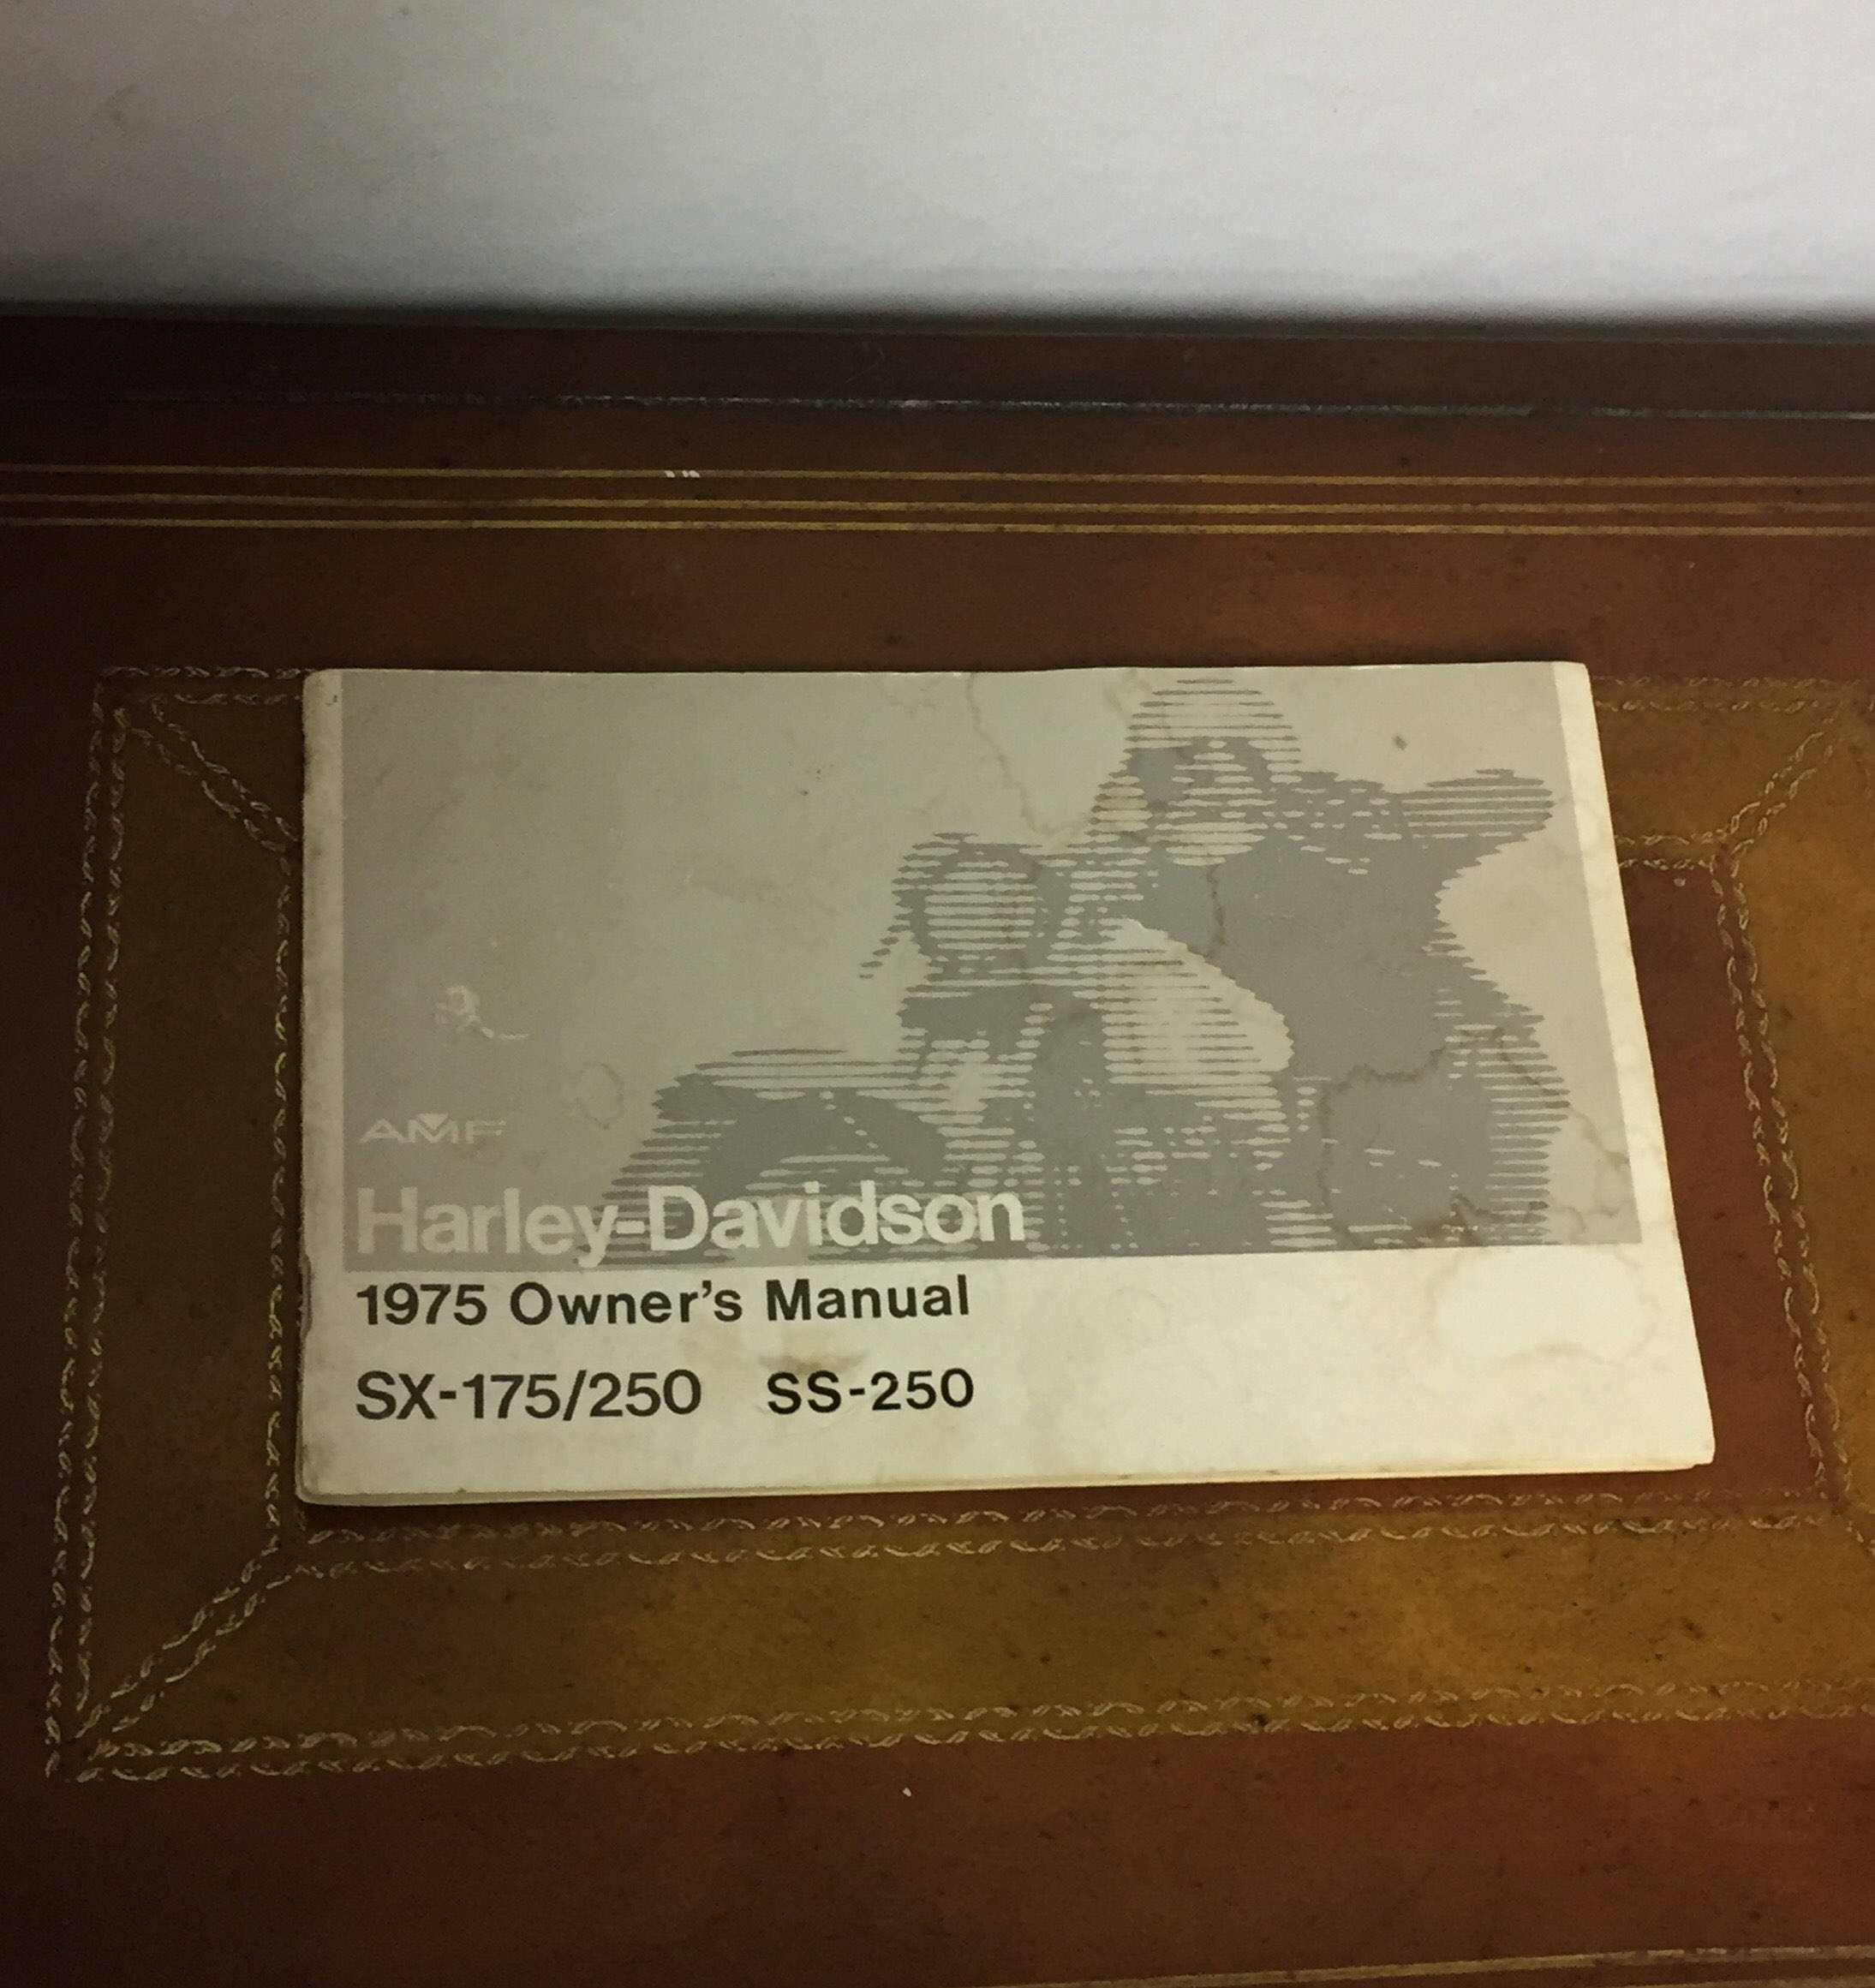 AMF
Harley-Davidson
1975 Owner's Manual
SX-175/250 SS-250